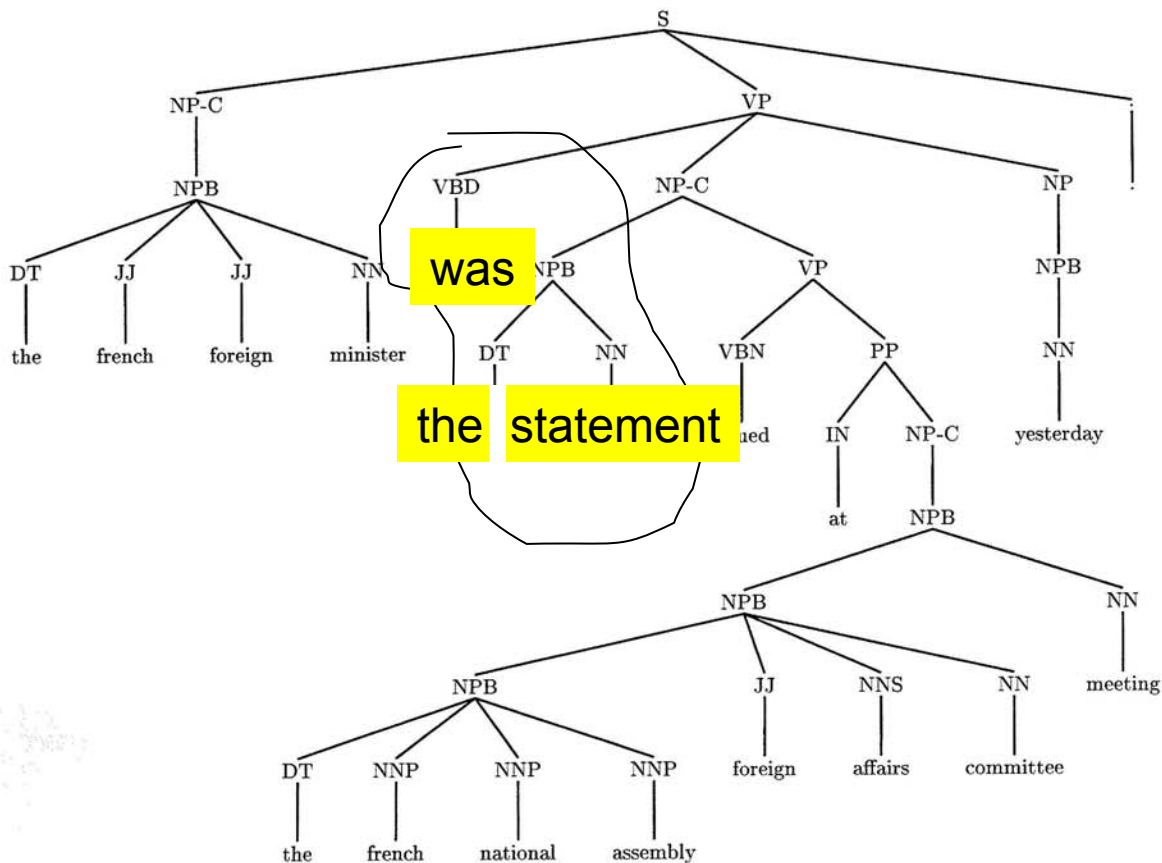 S
NP-C VP .
NPB VBD NP-C NP .
DT JJ JJ NN was NPB VP NPB
the french foreign minister DT NN VBN PP NN
the statement ued IN NP-C yesterday
at NPB
NPB NN
NPB JJ NNS NN meeting
DT NNP NNP NNP foreign affairs committee
the french national assembly